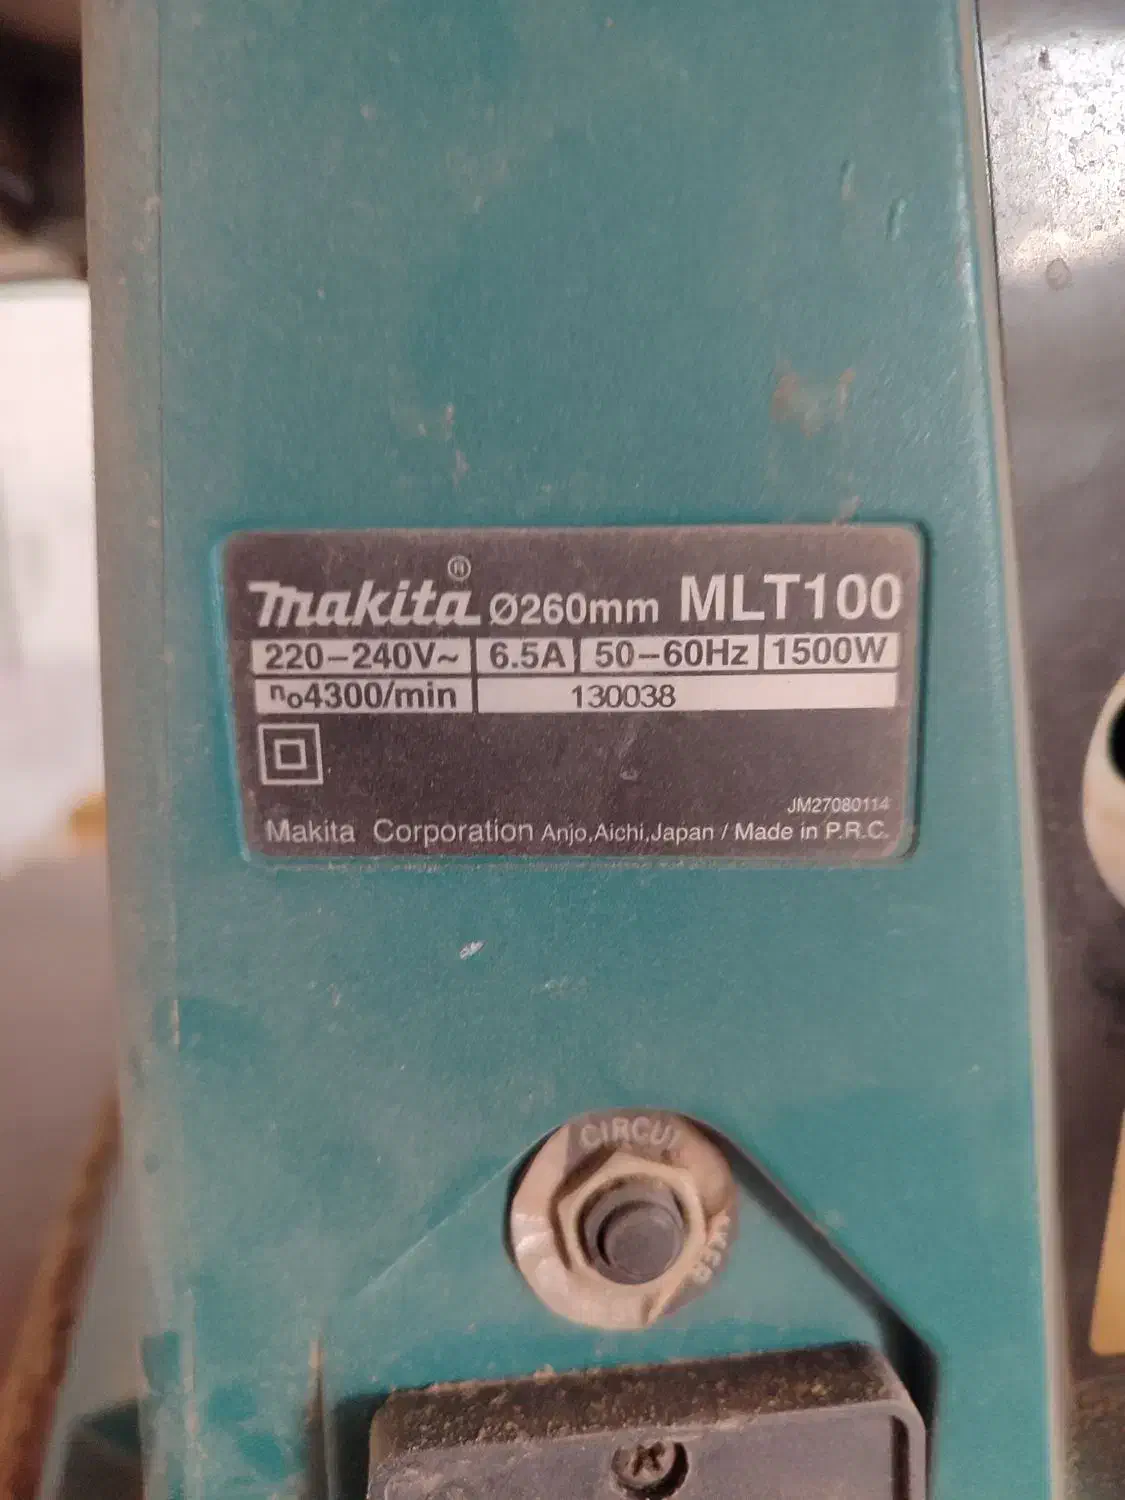 makita® Ø260mm MLT100
220–240V~ 6.5A 50–60Hz 1500W
n₀4300/min 130038
JM27080114
Makita Corporation Anjo,Aichi,Japan / Made in P.R.C.
CIRCUI